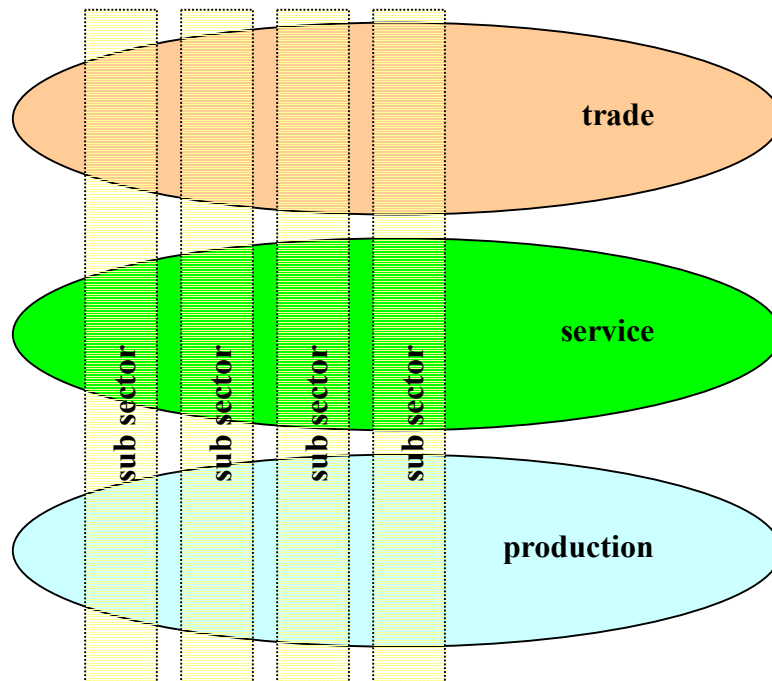 trade
service
sub sector
sub sector
sub sector
sub sector
production